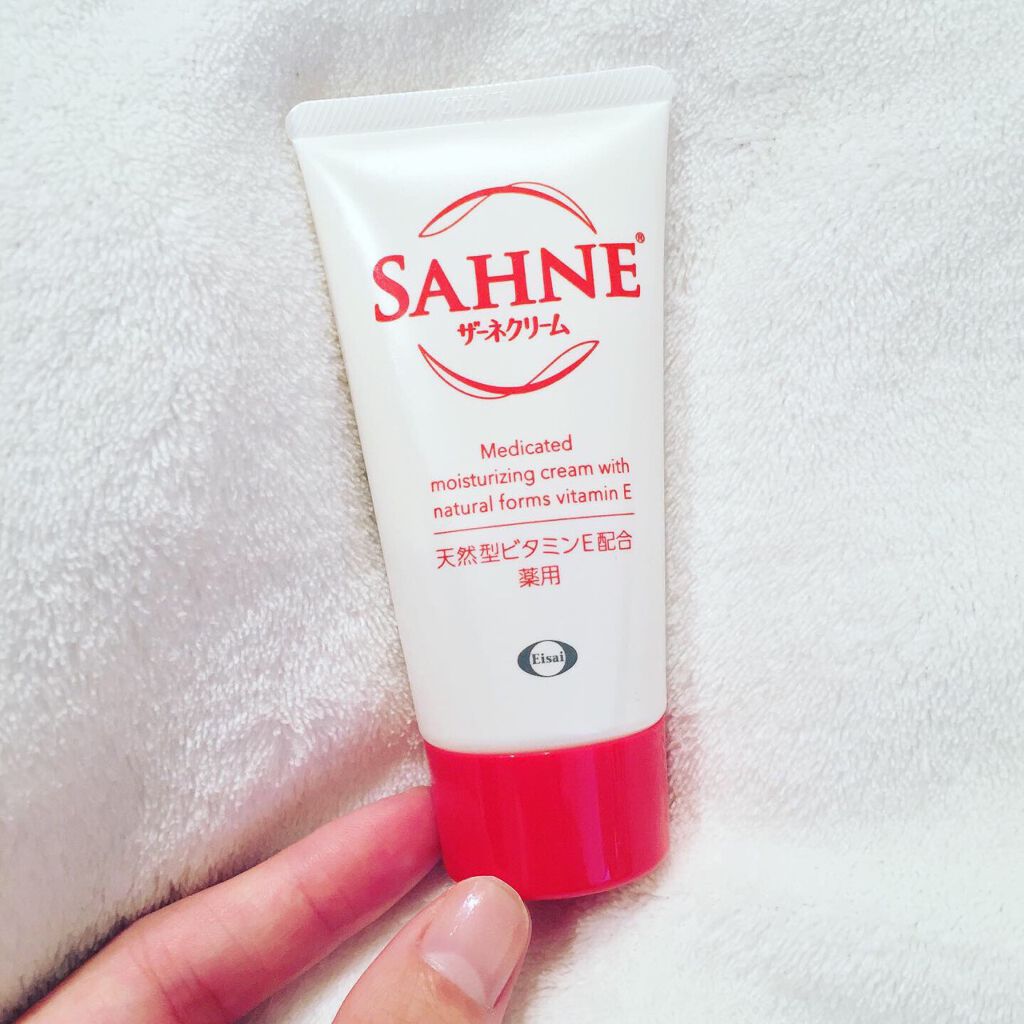 SAHNE®
ザーネクリーム
Medicated
moisturizing cream with
natural forms vitamin E
天然型ビタミンE配合
薬用
Eisai